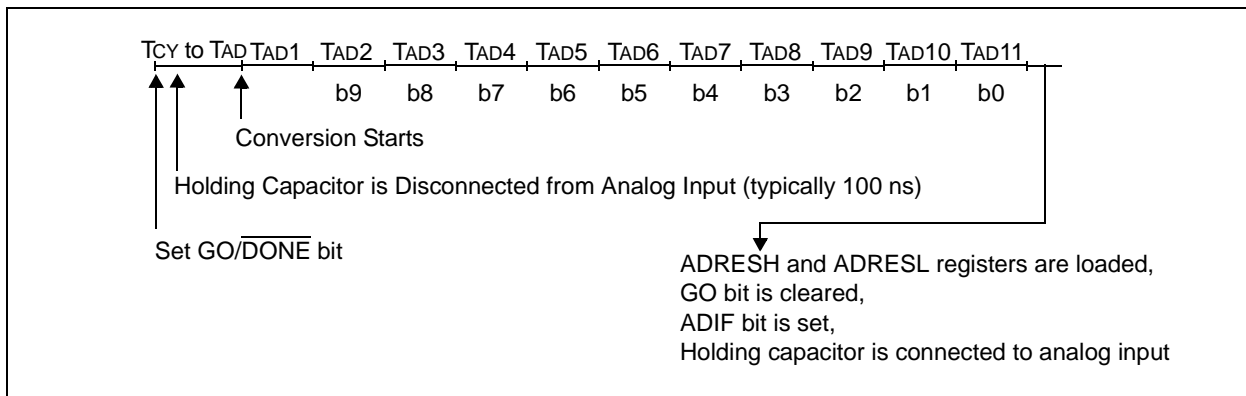 TCY to TAD TAD1 TAD2 TAD3 TAD4 TAD5 TAD6 TAD7 TAD8 TAD9 TAD10 TAD11
b9 b8 b7 b6 b5 b4 b3 b2 b1 b0
Conversion Starts
Holding Capacitor is Disconnected from Analog Input (typically 100 ns)
Set GO/DONE bit
ADRESH and ADRESL registers are loaded,
GO bit is cleared,
ADIF bit is set,
Holding capacitor is connected to analog input